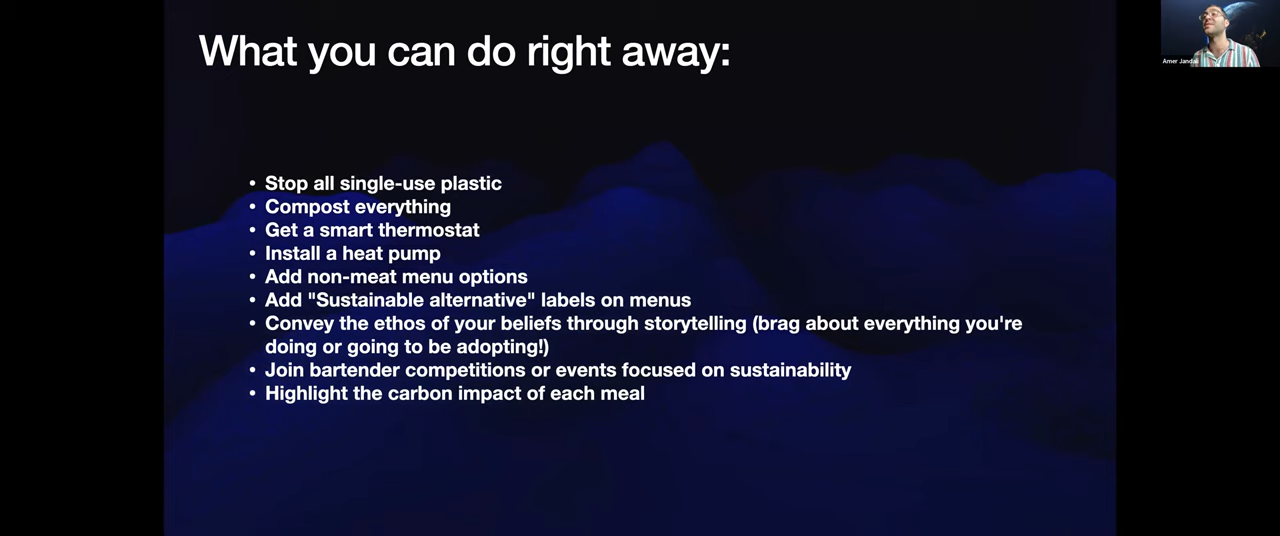 What you can do right away:
• Stop all single-use plastic
• Compost everything
• Get a smart thermostat
• Install a heat pump
• Add non-meat menu options
• Add "Sustainable alternative" labels on menus
• Convey the ethos of your beliefs through storytelling (brag about everything you're
doing or going to be adopting!)
• Join bartender competitions or events focused on sustainability
• Highlight the carbon impact of each meal
Amer Jandali